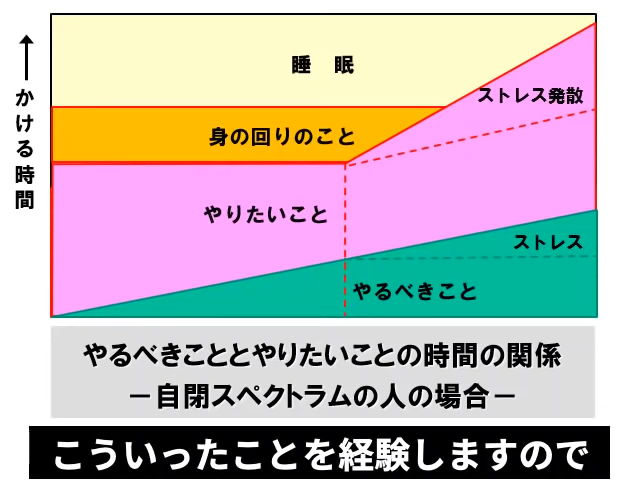 睡 眠
ストレス発散
身の回りのこと
かける時間
やりたいこと
ストレス
やるべきこと
やるべきこととやりたいことの時間の関係
－自閉スペクトラムの人の場合－
こういったことを経験しますので